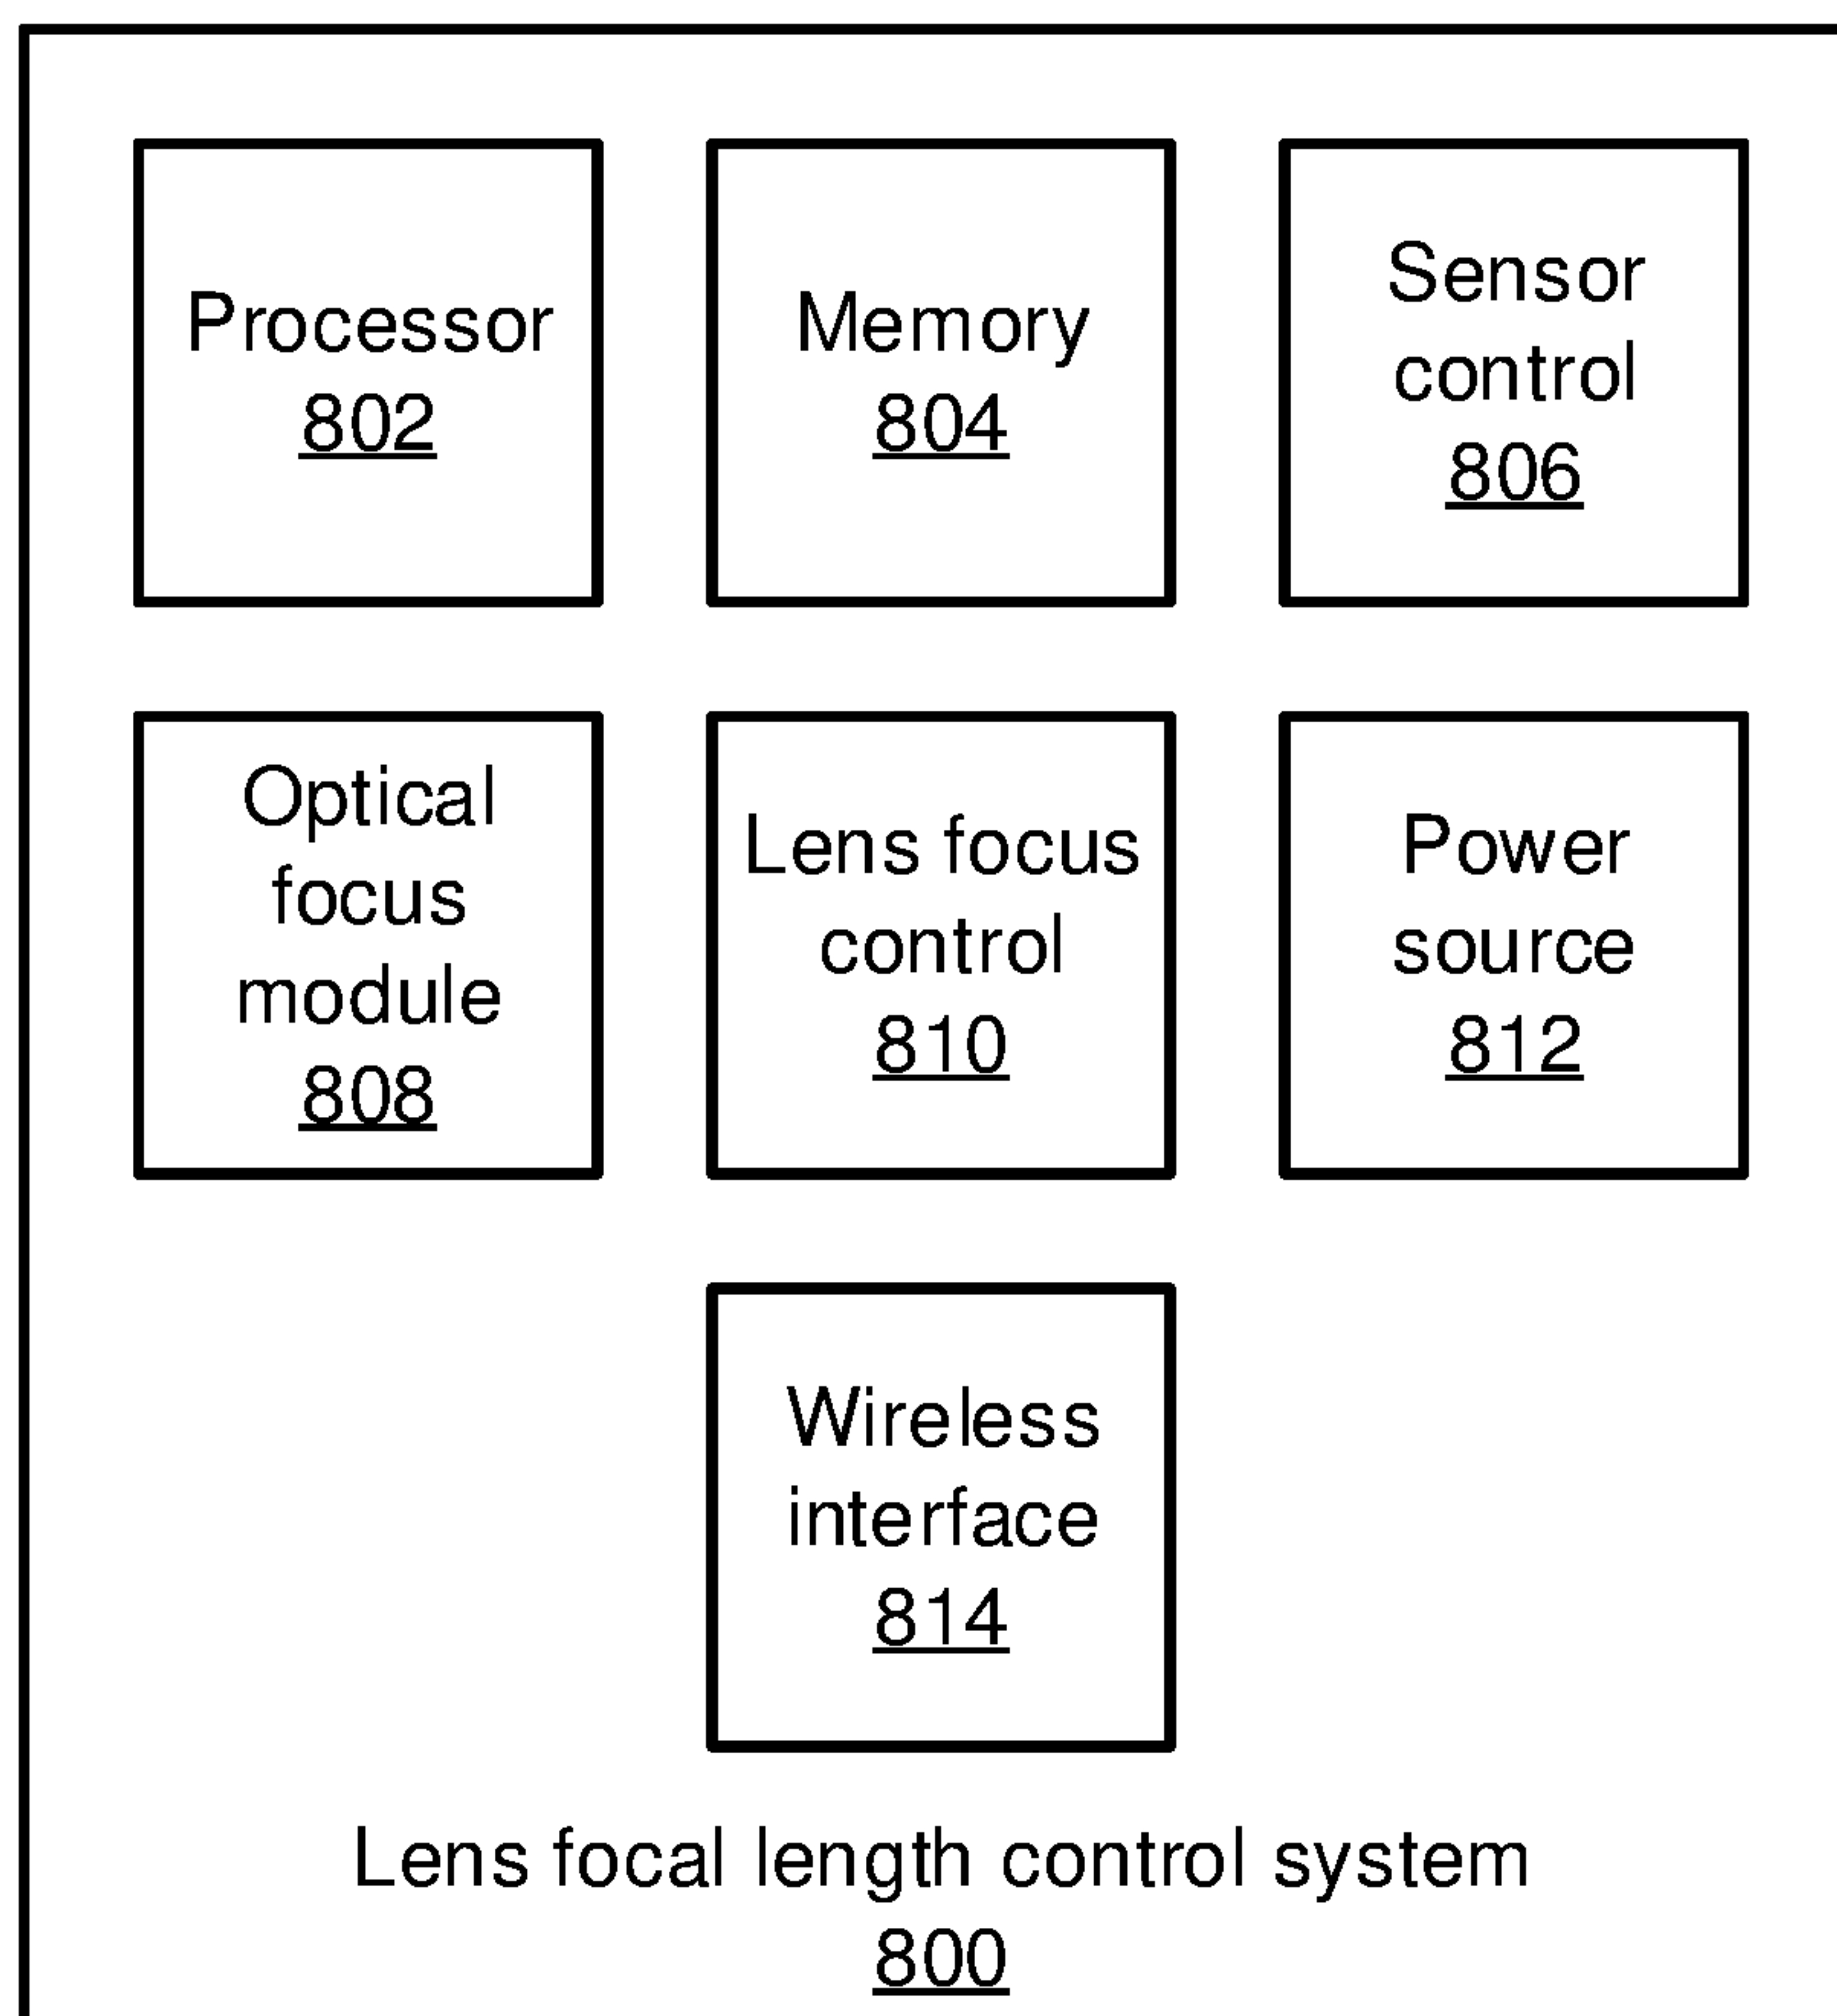 Processor
802
Memory
804
Sensor
control
806
Optical
focus
module
808
Lens focus
control
810
Power
source
812
Wireless
interface
814
Lens focal length control system
800